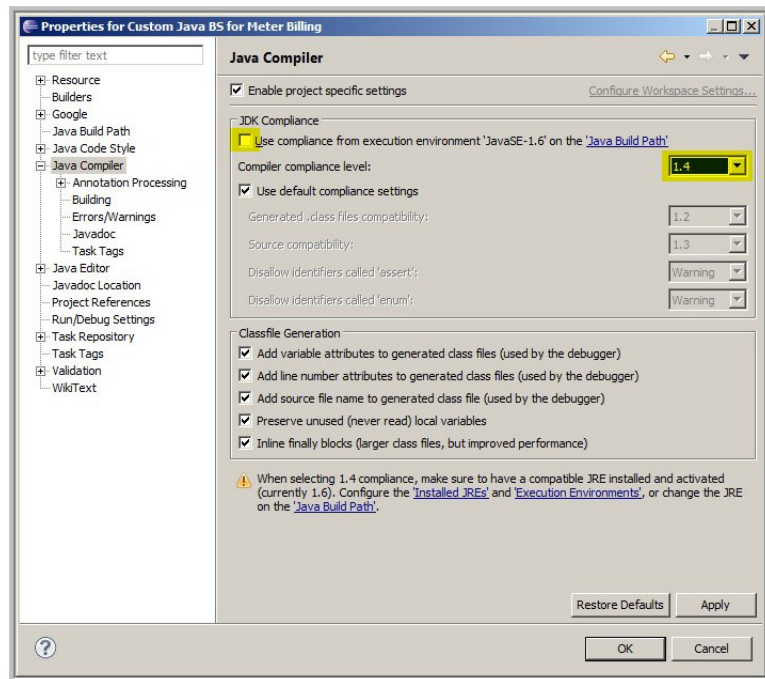 Properties for Custom Java BS for Meter Billing
type filter text
Resource
Builders
Google
Java Build Path
Java Code Style
Java Compiler
Annotation Processing
Building
Errors/Warnings
Javadoc
Task Tags
Java Editor
Javadoc Location
Project References
Run/Debug Settings
Task Repository
Task Tags
Validation
WikiText
Java Compiler
Enable project specific settings
Configure Workspace Settings...
JDK Compliance
Use compliance from execution environment 'JavaSE-1.6' on the 'Java Build Path'
Compiler compliance level: 1.4
Use default compliance settings
Generated .class files compatibility: 1.2
Source compatibility: 1.3
Disallow identifiers called 'assert': Warning
Disallow identifiers called 'enum': Warning
Classfile Generation
Add variable attributes to generated class files (used by the debugger)
Add line number attributes to generated class files (used by the debugger)
Add source file name to generated class file (used by the debugger)
Preserve unused (never read) local variables
Inline finally blocks (larger class files, but improved performance)
When selecting 1.4 compliance, make sure to have a compatible JRE installed and activated
(currently 1.6). Configure the 'Installed JREs' and 'Execution Environments', or change the JRE
on the 'Java Build Path'.
Restore Defaults Apply
? OK Cancel